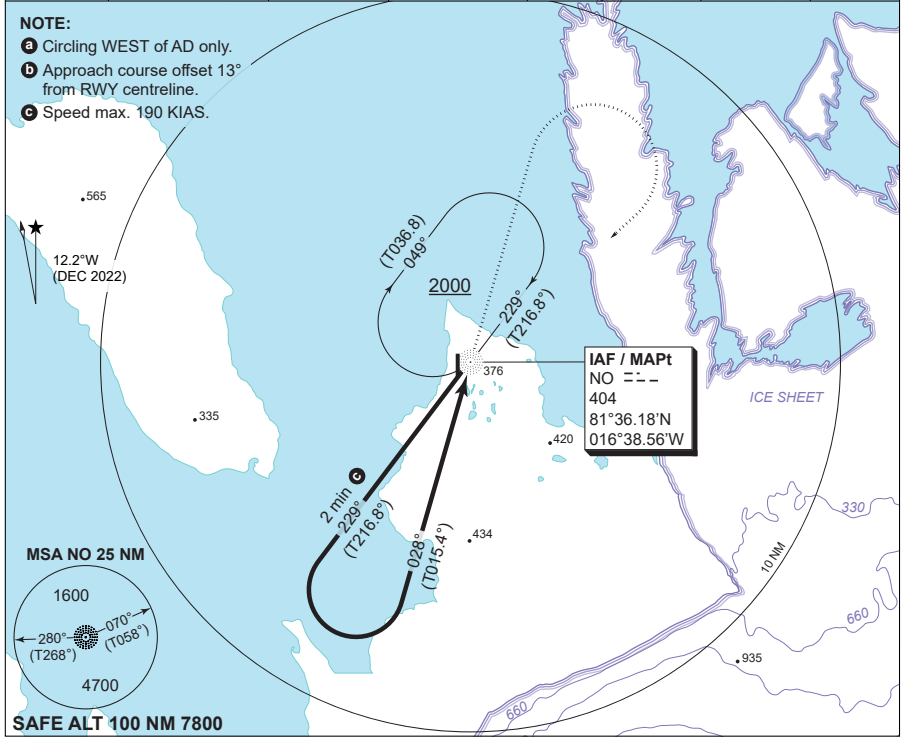 NOTE:
a Circling WEST of AD only.
b Approach course offset 13°
from RWY centreline.
c Speed max. 190 KIAS.
565
12.2°W
(DEC 2022)
(T036.8)
049°
2000
229°
(T216.8°)
376
IAF / MAPt
NO
404
81°36.18'N
016°38.56'W
ICE SHEET
335
420
2 min c
229°
(T216.8°)
028°
(T015.4°)
434
330
10 NM
660
935
660
MSA NO 25 NM
1600
070°
(T058°)
280°
(T268°)
4700
SAFE ALT 100 NM 7800